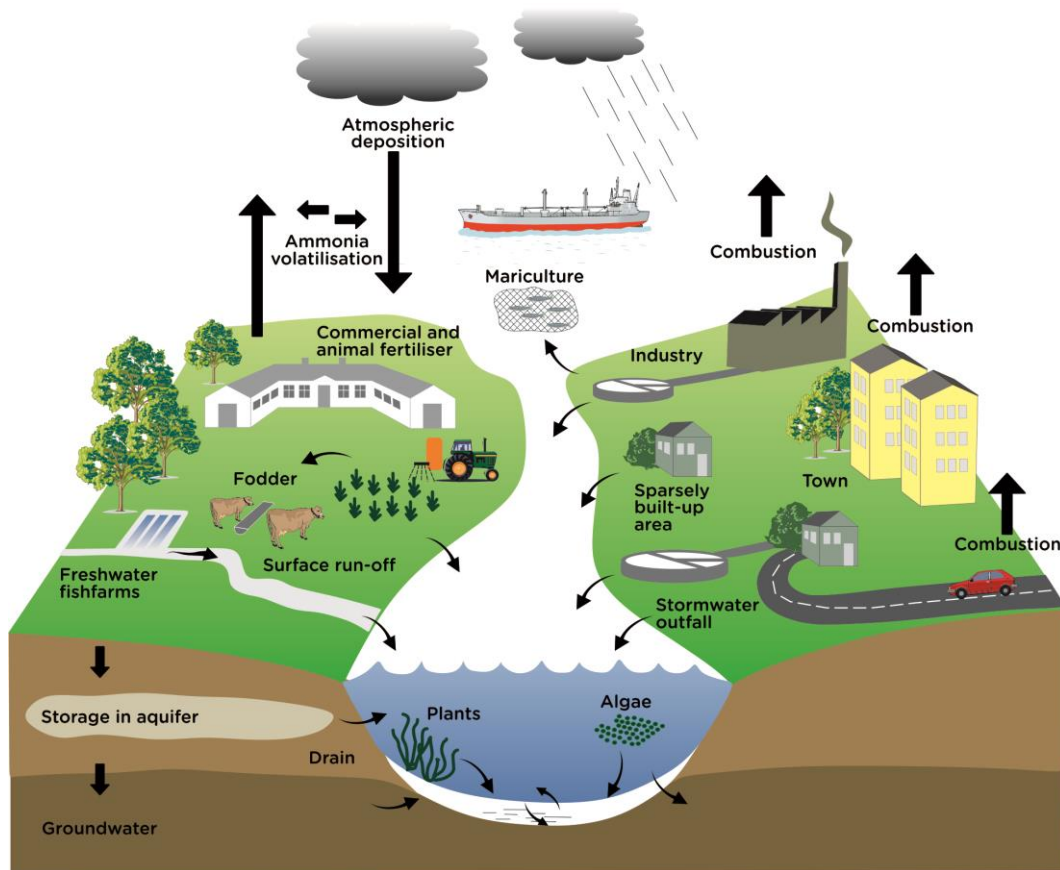 Atmospheric
deposition
Ammonia
volatilisation
Mariculture
Combustion
Combustion
Commercial and
animal fertiliser
Industry
Fodder
Sparsely
built-up
area
Town
Combustion
Surface run-off
Freshwater
fishfarms
Stormwater
outfall
Storage in aquifer
Plants
Algae
Drain
Groundwater